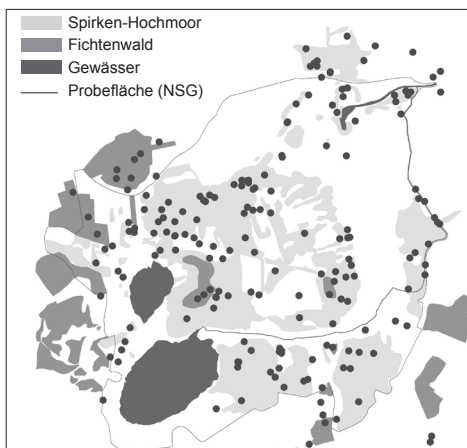 Spirken-Hochmoor
Fichtenwald
Gewässer
Probefläche (NSG)